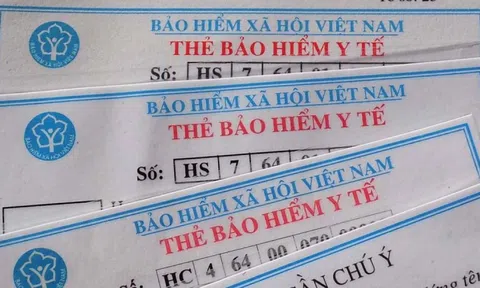 BẢO HIỂM XÃ HỘI VIỆT NAM
THẺ BẢO HIỂM Y TẾ
Số: HS 7 64
BẢO HIỂM XÃ HỘI VIỆT NAM
THẺ BẢO HIỂM Y TẾ
Số: HS 7 64
BẢO HIỂM XÃ HỘI VIỆT NAM
THẺ BẢO HIỂM Y TẾ
Số: HC 4 64 00 070
CHÚ Ý